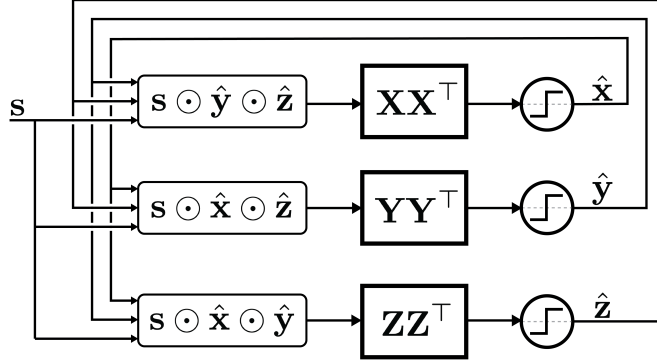 s ⊙ ŷ ⊙ ẑ XX⊤ x̂
s
s ⊙ x̂ ⊙ ẑ YY⊤ ŷ
s ⊙ x̂ ⊙ ŷ ZZ⊤ ẑ